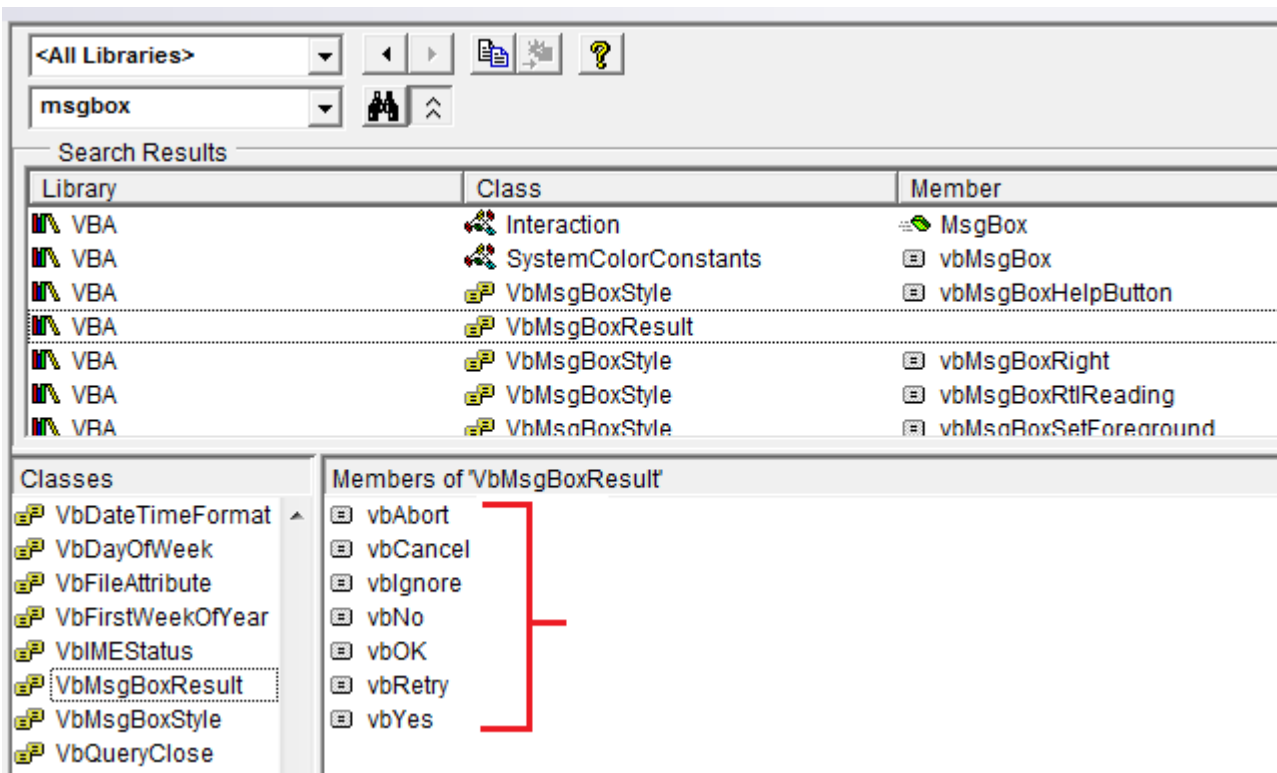 <All Libraries>
msgbox
Search Results
Library Class Member
VBA Interaction MsgBox
VBA SystemColorConstants vbMsgBox
VBA VbMsgBoxStyle vbMsgBoxHelpButton
VBA VbMsgBoxResult
VBA VbMsgBoxStyle vbMsgBoxRight
VBA VbMsgBoxStyle vbMsgBoxRtlReading
VBA VbMsgBoxStyle vbMsgBoxSetForeground
Classes Members of 'VbMsgBoxResult'
VbDateTimeFormat vbAbort
VbDayOfWeek vbCancel
VbFileAttribute vbIgnore
VbFirstWeekOfYear vbNo
VbIMEStatus vbOK
VbMsgBoxResult vbRetry
VbMsgBoxStyle vbYes
VbQueryClose